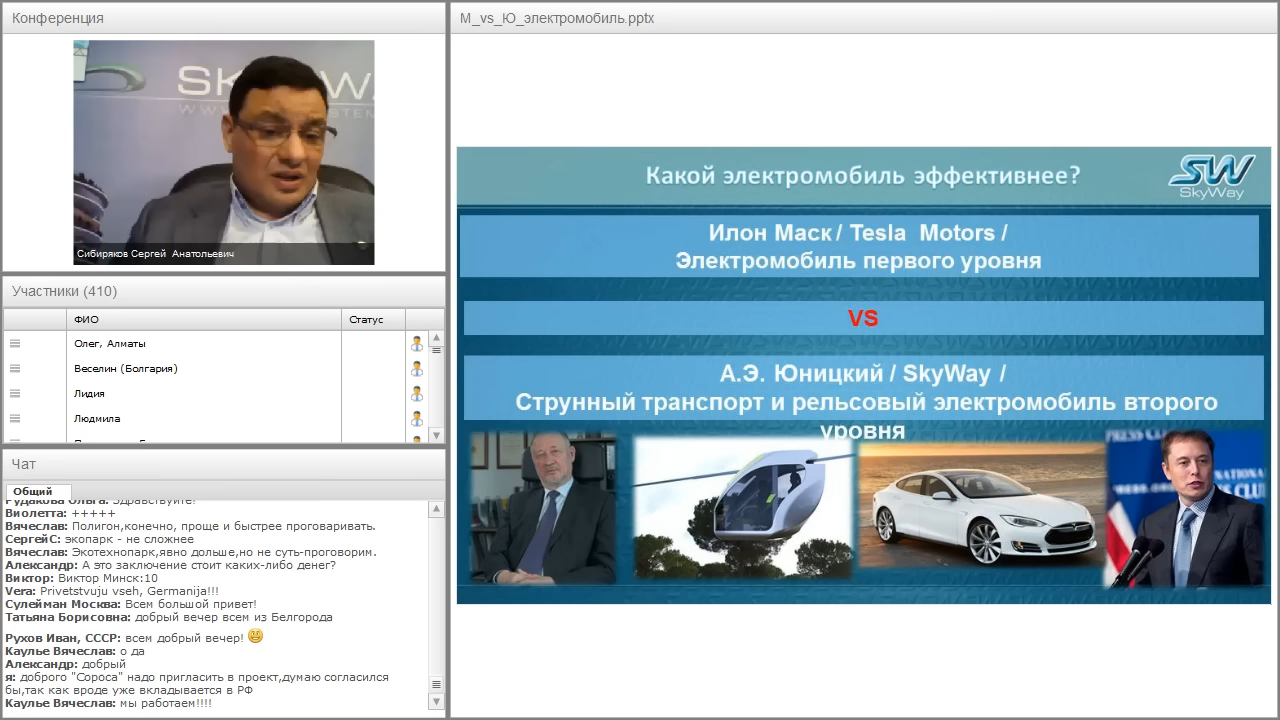 Конференция
SKYWA
Сибиряков Сергей Анатольевич
Участники (410)
ФИО
Статус
Олег, Алматы
Веселин (Болгария)
Лидия
Людмила
Чат
Общий
Рудакова Ольга: Здравствуйте!
Виолетта: +++++
Вячеслав: Полигон,конечно, проще и быстрее проговаривать.
СергейС: экопарк - не сложнее
Вячеслав: Экотехнопарк,явно дольше,но не суть-проговорим.
Александр: А это заключение стоит каких-либо денег?
Виктор: Виктор Минск:10
Vera: Privetstvuju vseh, Germanija!!!
Сулейман Москва: Всем большой привет!
Татьяна Борисовна: добрый вечер всем из Белгорода
Рухов Иван, СССР: всем добрый вечер!
Каулье Вячеслав: о да
Александр: добрый
я: доброго "Сороса" надо пригласить в проект,думаю согласился
бы,так как вроде уже вкладывается в РФ
Каулье Вячеслав: мы работаем!!!!
М_vs_Ю_электромобиль.pptx
Какой электромобиль эффективнее?
SW
SkyWay
Илон Маск / Tesla Motors /
Электромобиль первого уровня
VS
А.Э. Юницкий / SkyWay /
Струнный транспорт и рельсовый электромобиль второго
уровня